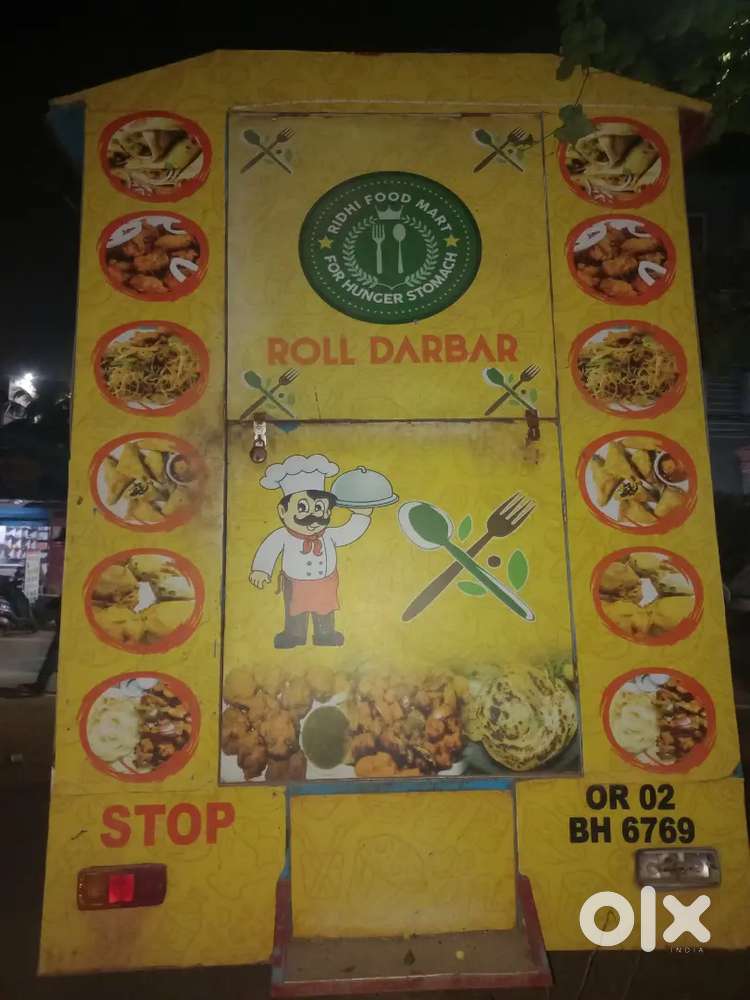 RIDHI FOOD MART
FOR HUNGER STOMACH
ROLL DARBAR
STOP
OR 02
BH 6769
olx
INDIA